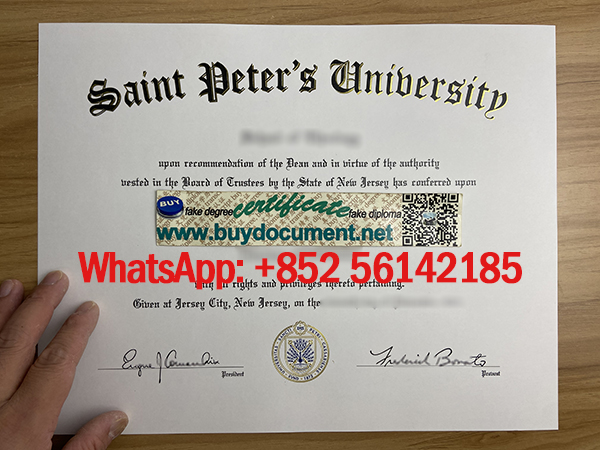 Saint Peter's University
upon recommendation of the Dean and in virtue of the authority
vested in the Board of Trustees by the State of New Jersey has conferred upon
BUY fake degree certificate fake diploma
www.buydocument.net
WhatsApp: +852 56142185
with all rights and privileges thereto pertaining.
Given at Jersey City, New Jersey, on the
President Provost